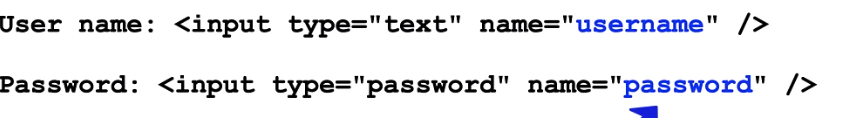 User name: <input type="text" name="username" />
Password: <input type="password" name="password" />